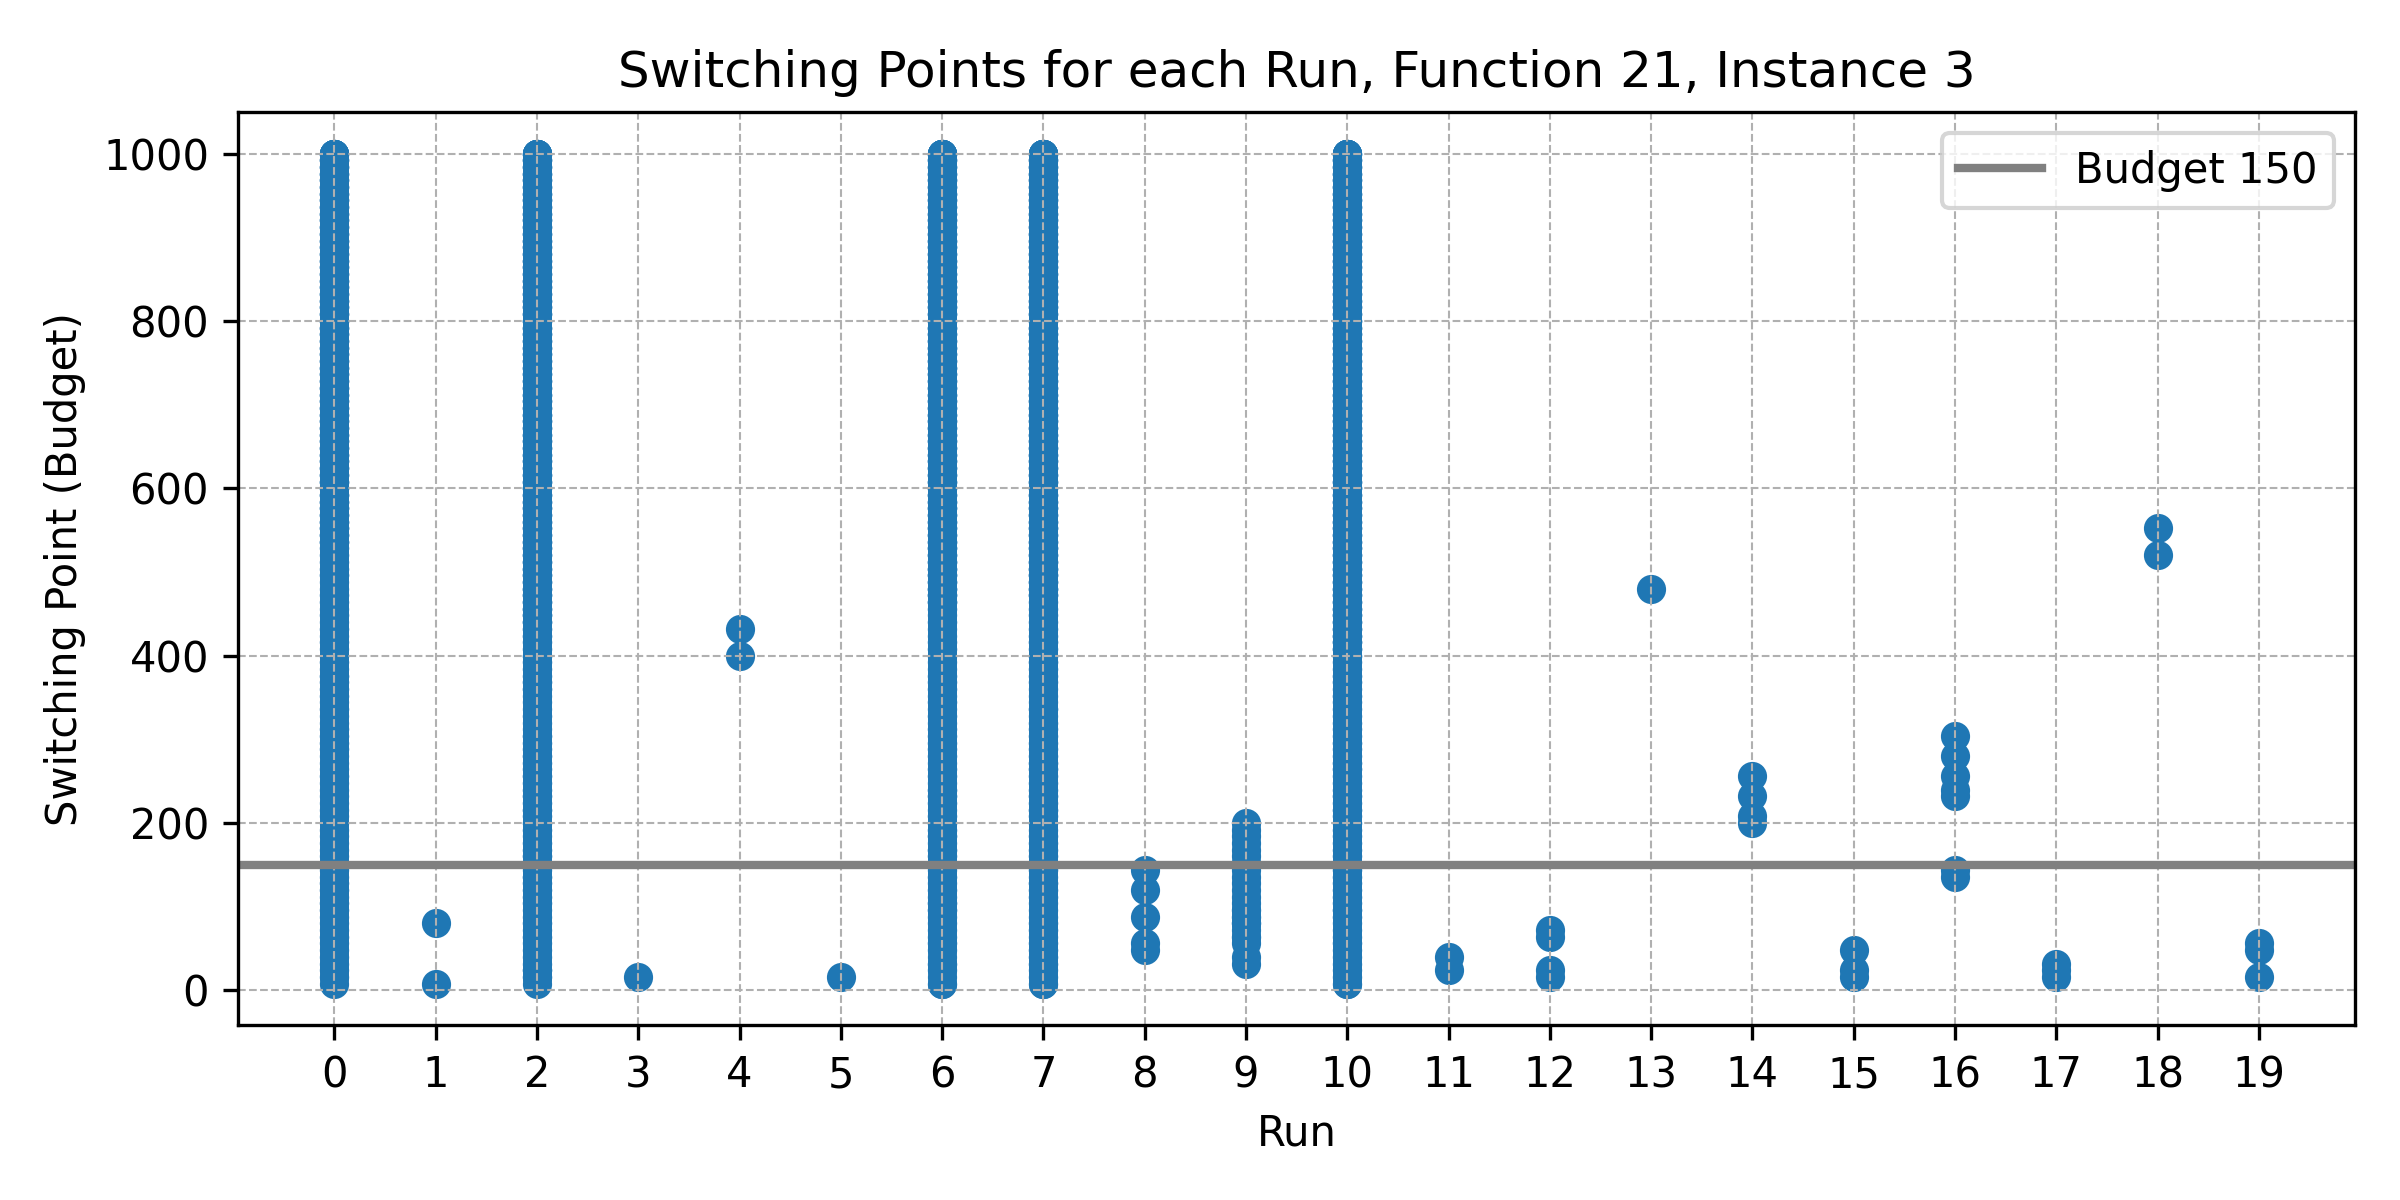 Switching Points for each Run, Function 21, Instance 3
Budget 150
Switching Point (Budget)
1000
800
600
400
200
0
0 1 2 3 4 5 6 7 8 9 10 11 12 13 14 15 16 17 18 19
Run